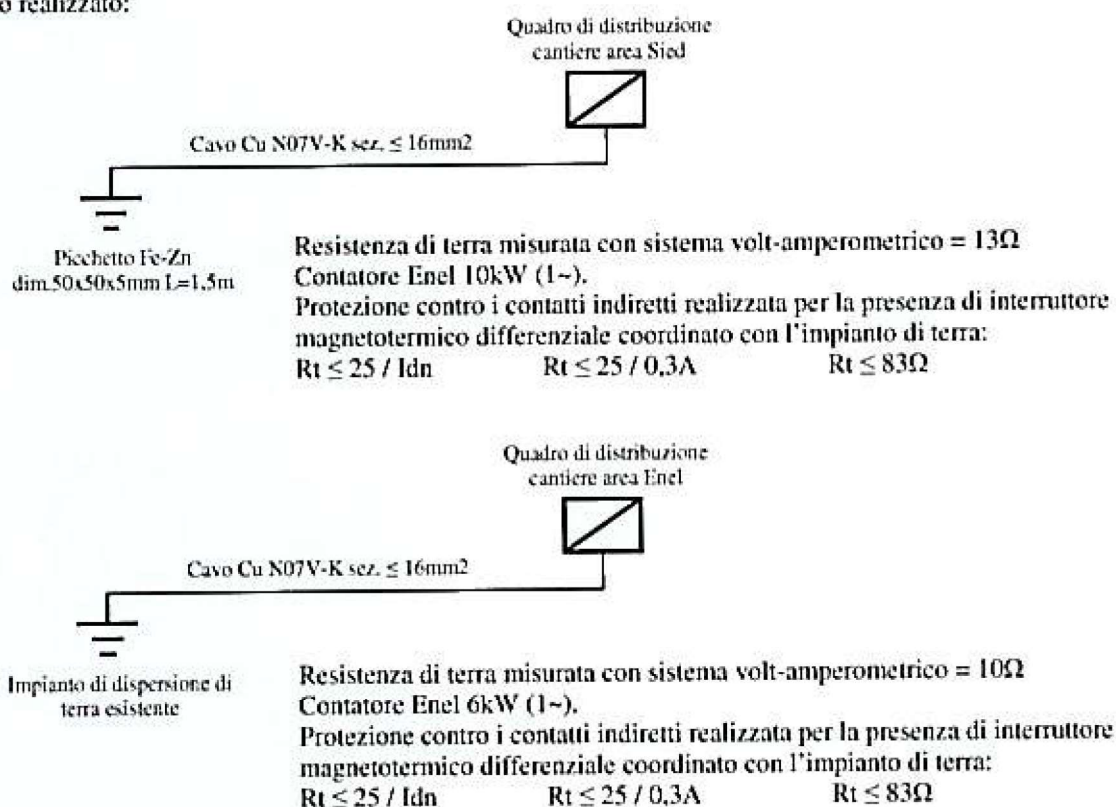 realizzato:
Quadro di distribuzione
cantiere area Sied
Cavo Cu N07V-K sez. ≤ 16mm2
Picchetto Fe-Zn
dim.50x50x5mm L=1,5m
Resistenza di terra misurata con sistema volt-amperometrico = 13Ω
Contatore Enel 10kW (1~).
Protezione contro i contatti indiretti realizzata per la presenza di interruttore
magnetotermico differenziale coordinato con l'impianto di terra:
Rt ≤ 25 / Idn Rt ≤ 25 / 0,3A Rt ≤ 83Ω
Quadro di distribuzione
cantiere area Enel
Cavo Cu N07V-K sez. ≤ 16mm2
Impianto di dispersione di
terra esistente
Resistenza di terra misurata con sistema volt-amperometrico = 10Ω
Contatore Enel 6kW (1~).
Protezione contro i contatti indiretti realizzata per la presenza di interruttore
magnetotermico differenziale coordinato con l'impianto di terra:
Rt ≤ 25 / Idn Rt ≤ 25 / 0,3A Rt ≤ 83Ω